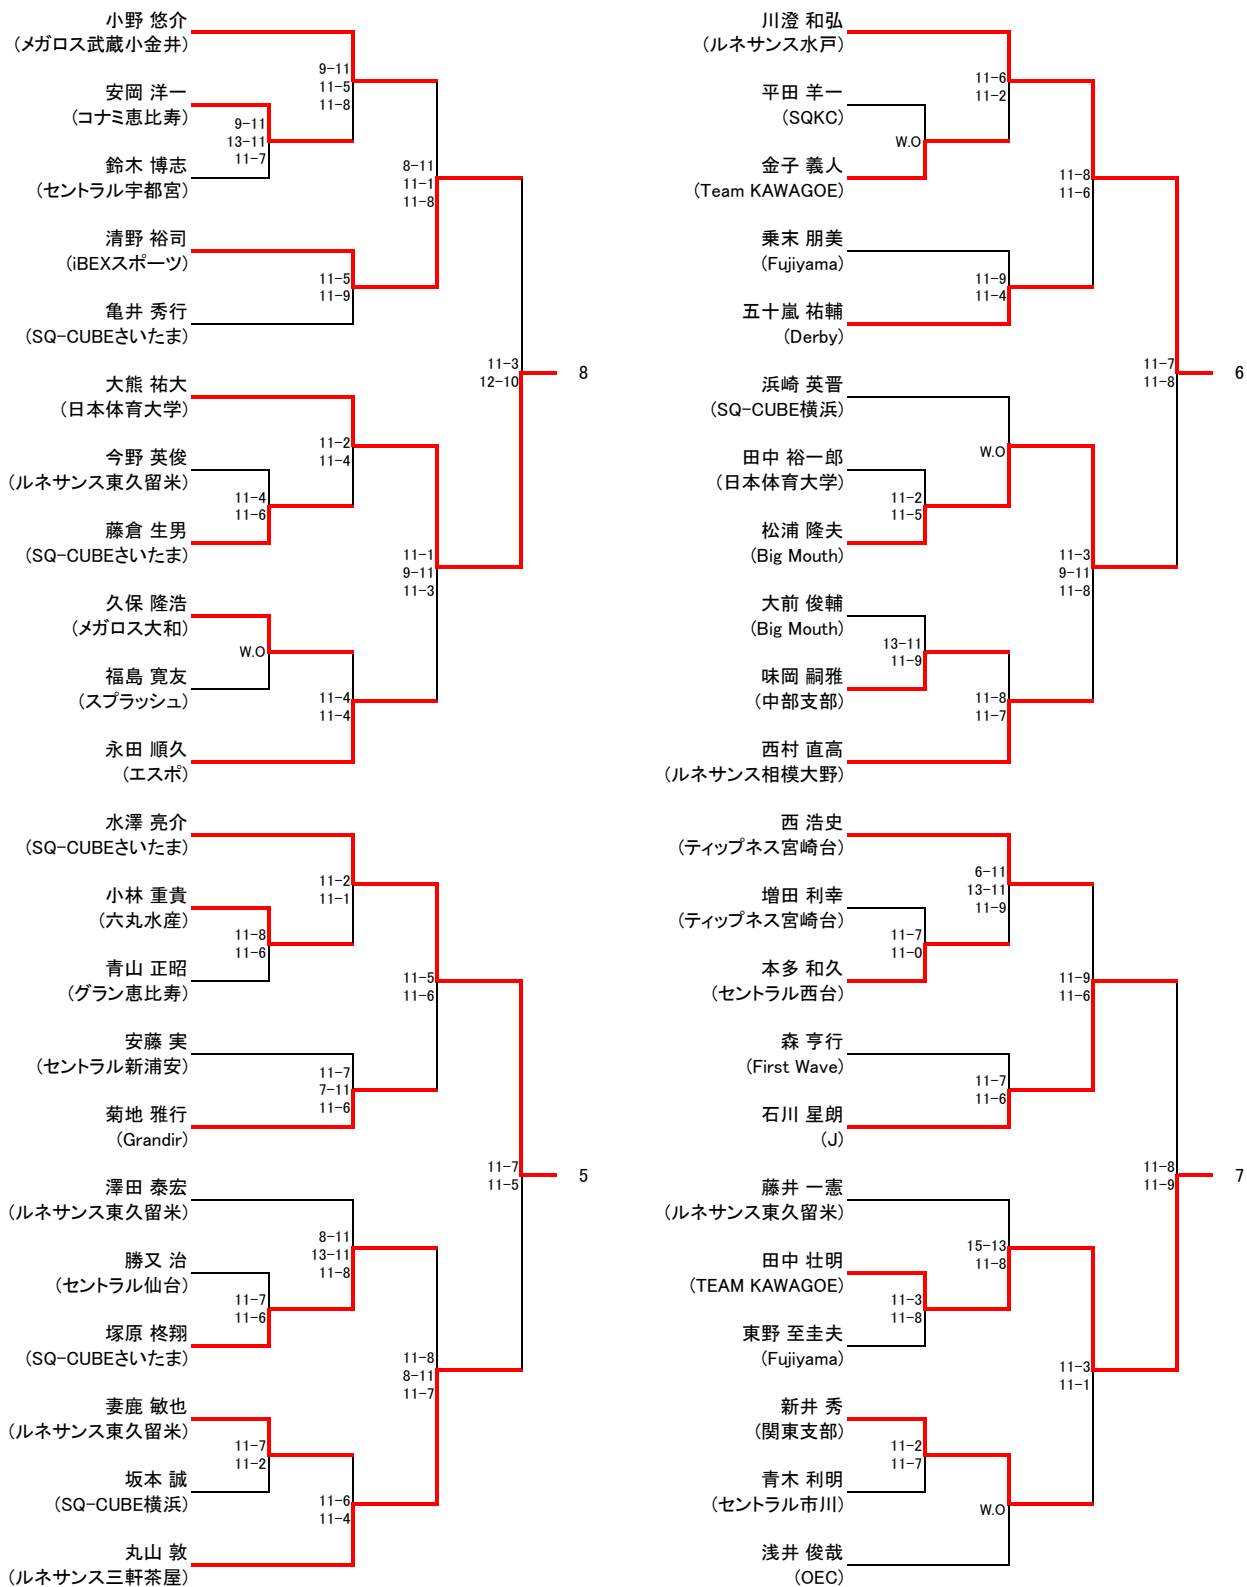 小野 悠介
(メガロス武蔵小金井)
9-11
11-5
11-8
安岡 洋一
(コナミ恵比寿)
9-11
13-11
11-7
鈴木 博志
(セントラル宇都宮)
8-11
11-1
11-8
清野 裕司
(iBEXスポーツ)
11-5
11-9
亀井 秀行
(SQ-CUBEさいたま)
11-3
12-10
8
大熊 祐大
(日本体育大学)
11-2
11-4
今野 英俊
(ルネサンス東久留米)
11-4
11-6
藤倉 生男
(SQ-CUBEさいたま)
11-1
9-11
11-3
久保 隆浩
(メガロス大和)
W.O
福島 寛友
(スプラッシュ)
11-4
11-4
永田 順久
(エスポ)
水澤 亮介
(SQ-CUBEさいたま)
11-2
11-1
小林 重貴
(六丸水産)
11-8
11-6
青山 正昭
(グラン恵比寿)
11-5
11-6
安藤 実
(セントラル新浦安)
11-7
7-11
11-6
菊地 雅行
(Grandir)
11-7
11-5
5
澤田 泰宏
(ルネサンス東久留米)
8-11
13-11
11-8
勝又 治
(セントラル仙台)
11-7
11-6
塚原 柊翔
(SQ-CUBEさいたま)
11-8
8-11
11-7
妻鹿 敏也
(ルネサンス東久留米)
11-7
11-2
坂本 誠
(SQ-CUBE横浜)
11-6
11-4
丸山 敦
(ルネサンス三軒茶屋)
川澄 和弘
(ルネサンス水戸)
11-6
11-2
平田 羊一
(SQKC)
W.O
金子 義人
(Team KAWAGOE)
11-8
11-6
乗末 朋美
(Fujiyama)
11-9
11-4
五十嵐 祐輔
(Derby)
11-7
11-8
6
浜崎 英晋
(SQ-CUBE横浜)
W.O
田中 裕一郎
(日本体育大学)
11-2
11-5
松浦 隆夫
(Big Mouth)
11-3
9-11
11-8
大前 俊輔
(Big Mouth)
13-11
11-9
味岡 嗣雅
(中部支部)
11-8
11-7
西村 直高
(ルネサンス相模大野)
西 浩史
(ティップネス宮崎台)
6-11
13-11
11-9
増田 利幸
(ティップネス宮崎台)
11-7
11-0
本多 和久
(セントラル西台)
11-9
11-6
森 亨行
(First Wave)
11-7
11-6
石川 星朗
(J)
11-8
11-9
7
藤井 一憲
(ルネサンス東久留米)
15-13
11-8
田中 壮明
(TEAM KAWAGOE)
11-3
11-8
東野 至圭夫
(Fujiyama)
11-3
11-1
新井 秀
(関東支部)
11-2
11-7
青木 利明
(セントラル市川)
W.O
浅井 俊哉
(OEC)